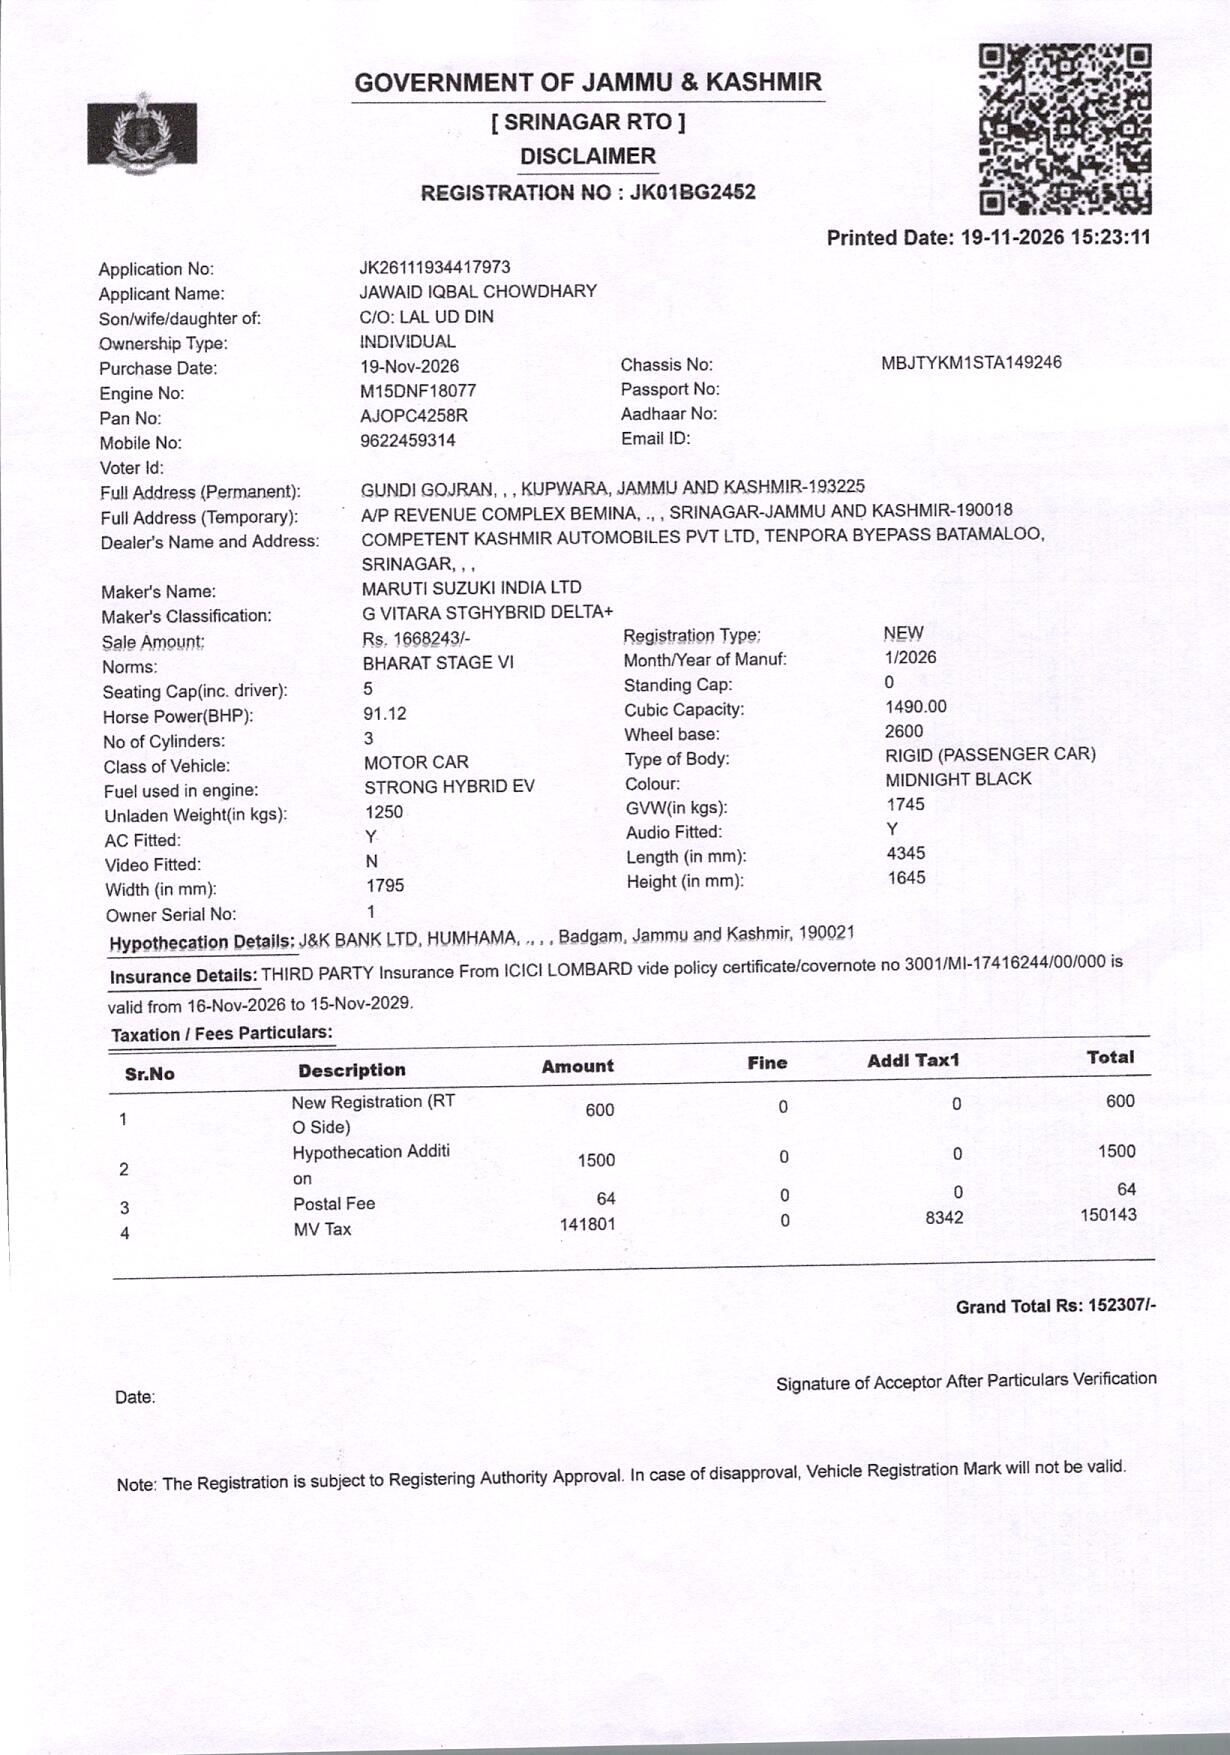 GOVERNMENT OF JAMMU & KASHMIR
[ SRINAGAR RTO ]
DISCLAIMER
REGISTRATION NO : JK01BG2452
Printed Date: 19-11-2026 15:23:11
Application No: JK26111934417973
Applicant Name: JAWAID IQBAL CHOWDHARY
Son/wife/daughter of: C/O: LAL UD DIN
Ownership Type: INDIVIDUAL
Purchase Date: 19-Nov-2026 Chassis No: MBJTYKM1STA149246
Engine No: M15DNF18077 Passport No:
Pan No: AJOPC4258R Aadhaar No:
Mobile No: 9622459314 Email ID:
Voter Id:
Full Address (Permanent): GUNDI GOJRAN, , , KUPWARA, JAMMU AND KASHMIR-193225
Full Address (Temporary): A/P REVENUE COMPLEX BEMINA, ., , SRINAGAR-JAMMU AND KASHMIR-190018
Dealer's Name and Address: COMPETENT KASHMIR AUTOMOBILES PVT LTD, TENPORA BYEPASS BATAMALOO,
SRINAGAR, , ,
Maker's Name: MARUTI SUZUKI INDIA LTD
Maker's Classification: G VITARA STGHYBRID DELTA+
Sale Amount: Rs. 1668243/- Registration Type: NEW
Norms: BHARAT STAGE VI Month/Year of Manuf: 1/2026
Seating Cap(inc. driver): 5 Standing Cap: 0
Horse Power(BHP): 91.12 Cubic Capacity: 1490.00
No of Cylinders: 3 Wheel base: 2600
Class of Vehicle: MOTOR CAR Type of Body: RIGID (PASSENGER CAR)
Fuel used in engine: STRONG HYBRID EV Colour: MIDNIGHT BLACK
Unladen Weight(in kgs): 1250 GVW(in kgs): 1745
AC Fitted: Y Audio Fitted: Y
Video Fitted: N Length (in mm): 4345
Width (in mm): 1795 Height (in mm): 1645
Owner Serial No: 1
Hypothecation Details: J&K BANK LTD, HUMHAMA, ., , , Badgam, Jammu and Kashmir, 190021
Insurance Details: THIRD PARTY Insurance From ICICI LOMBARD vide policy certificate/covernote no 3001/MI-17416244/00/000 is
valid from 16-Nov-2026 to 15-Nov-2029.
Taxation / Fees Particulars:
Sr.No Description Amount Fine Addl Tax1 Total
1 New Registration (RT 600 0 0 600
O Side)
2 Hypothecation Additi 1500 0 0 1500
on
3 Postal Fee 64 0 0 64
4 MV Tax 141801 0 8342 150143
Grand Total Rs: 152307/-
Date: Signature of Acceptor After Particulars Verification
Note: The Registration is subject to Registering Authority Approval. In case of disapproval, Vehicle Registration Mark will not be valid.